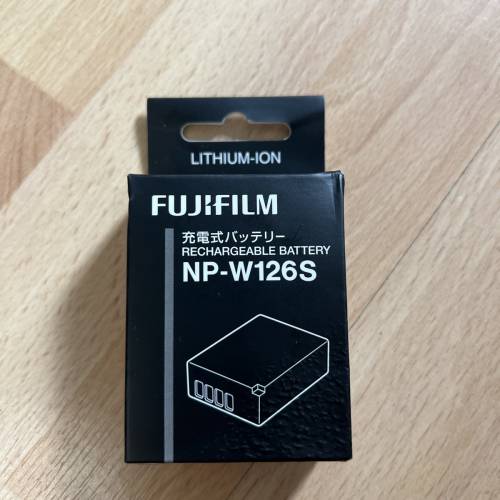 LITHIUM-ION
FUJIFILM
充電式バッテリー
RECHARGEABLE BATTERY
NP-W126S